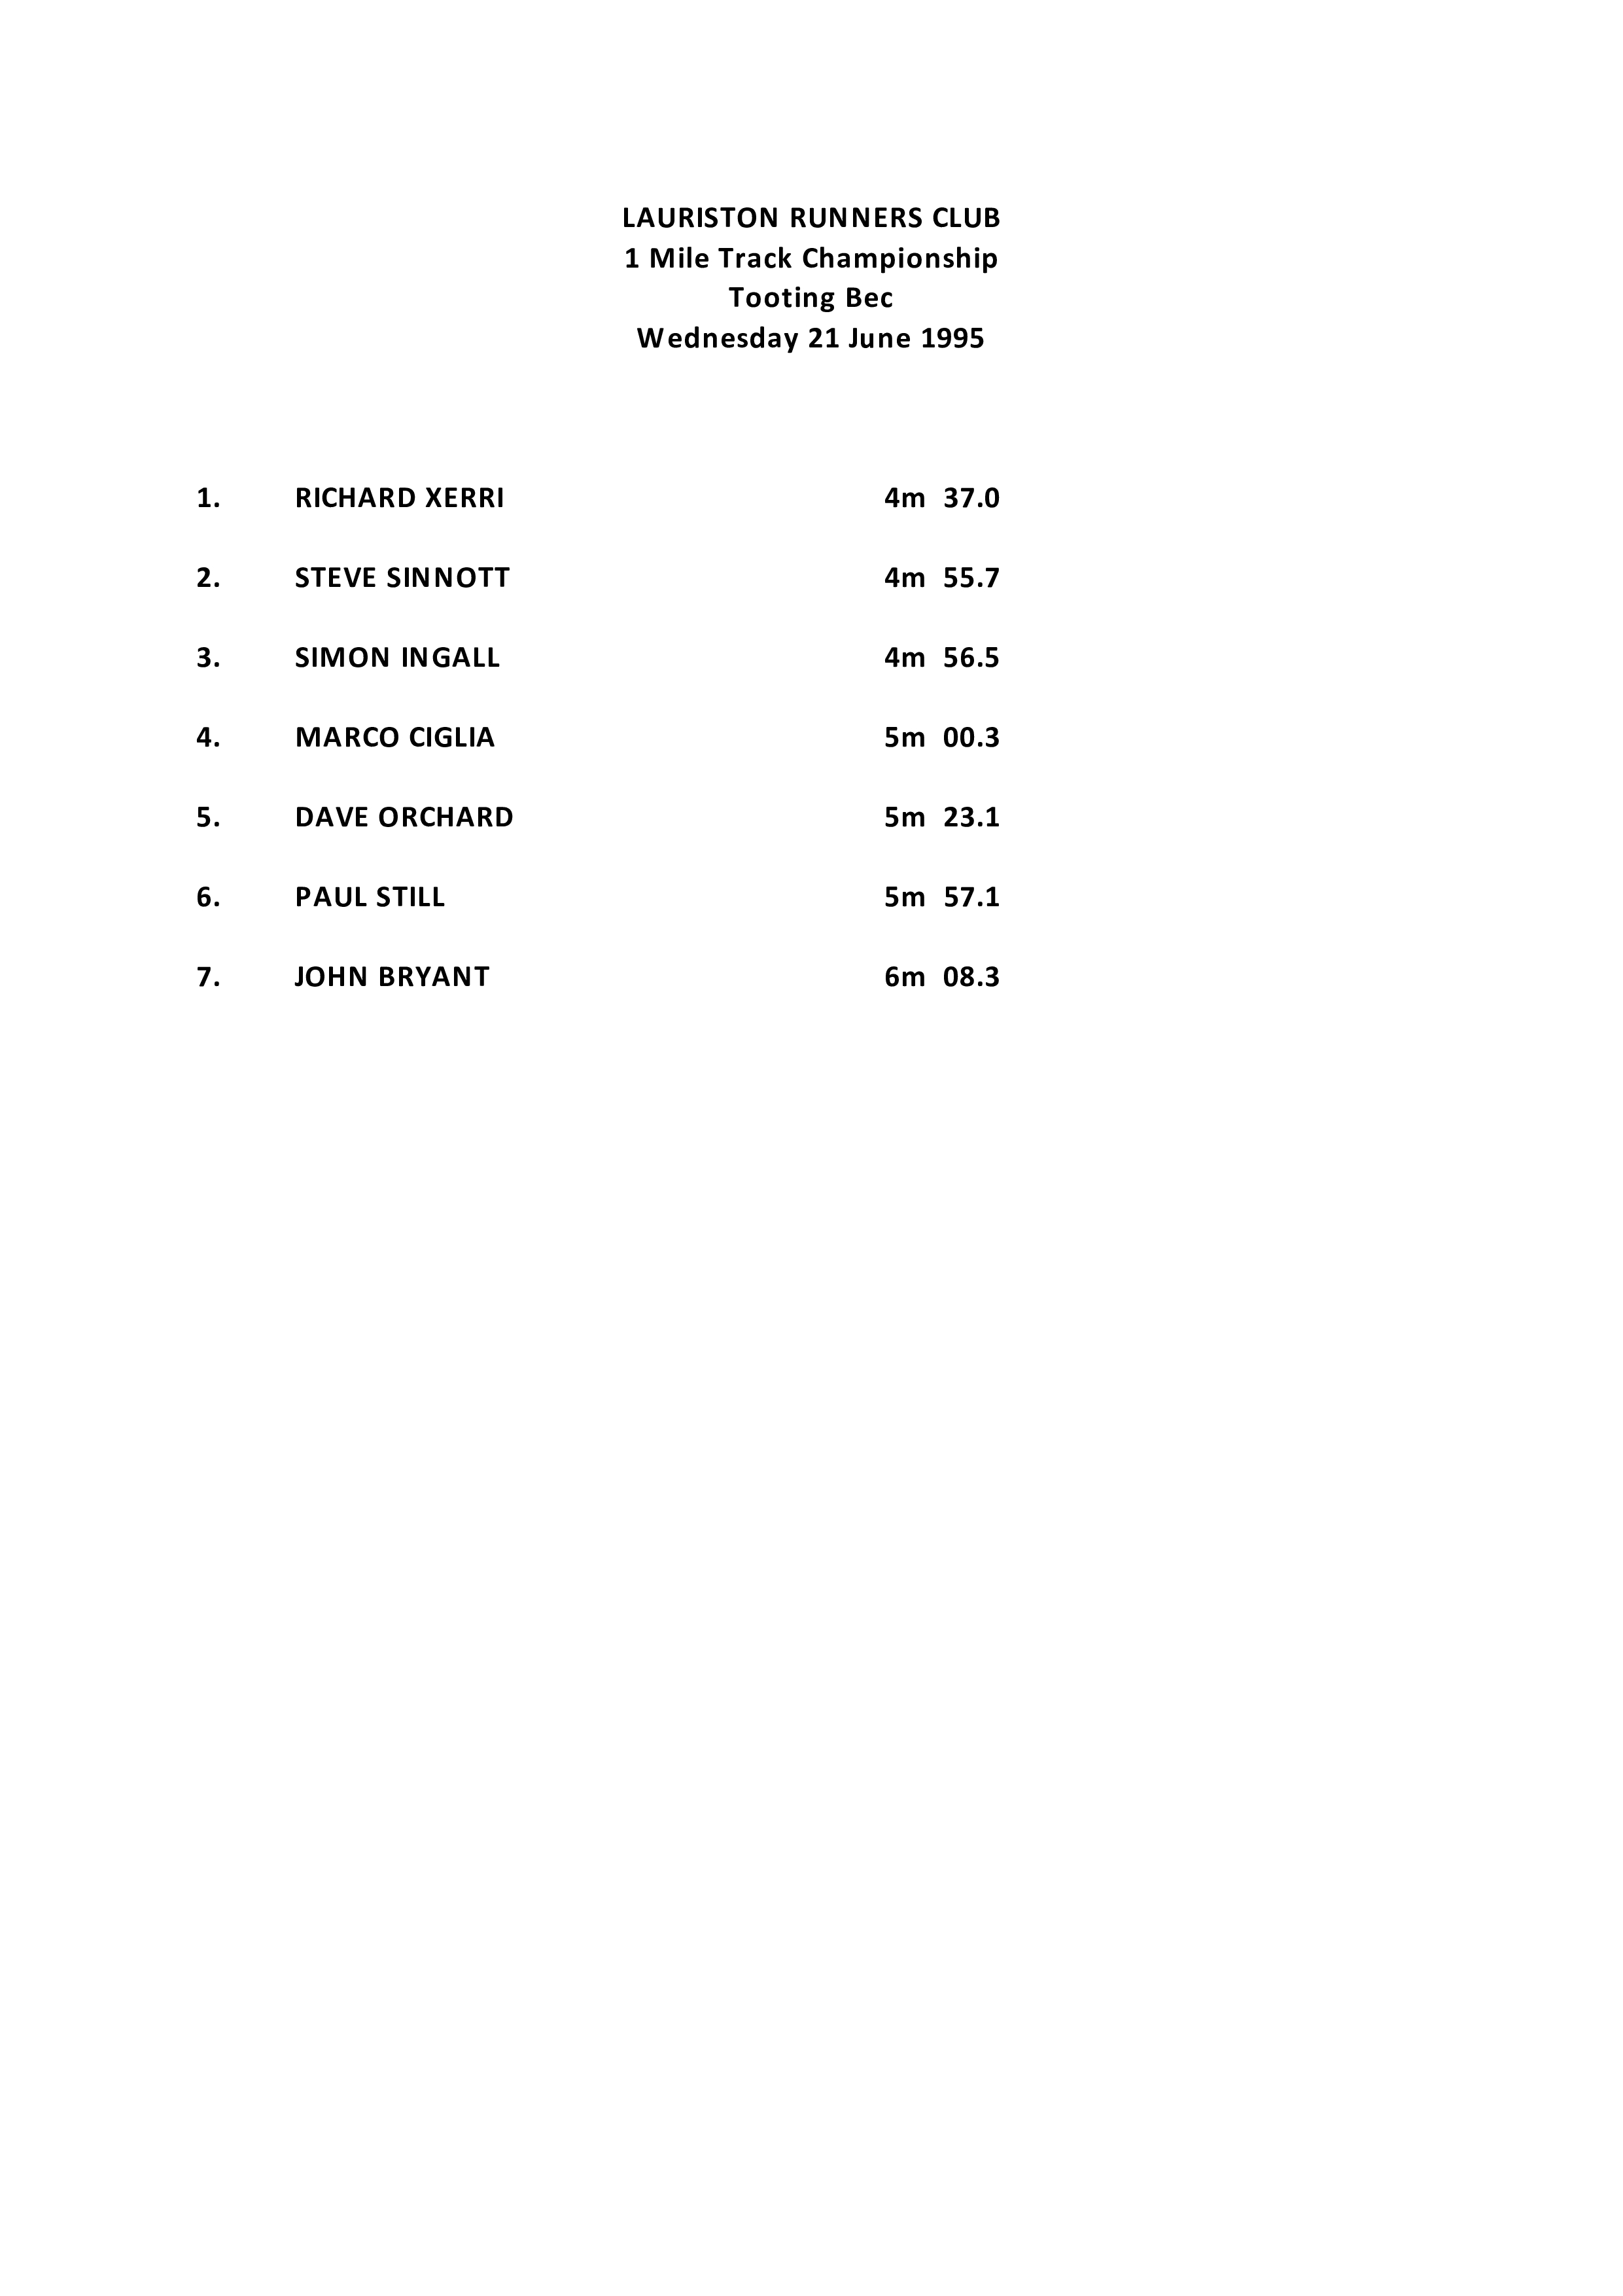 LAURISTON RUNNERS CLUB
1 Mile Track Championship
Tooting Bec
Wednesday 21 June 1995
1. RICHARD XERRI 4m 37.0
2. STEVE SINNOTT 4m 55.7
3. SIMON INGALL 4m 56.5
4. MARCO CIGLIA 5m 00.3
5. DAVE ORCHARD 5m 23.1
6. PAUL STILL 5m 57.1
7. JOHN BRYANT 6m 08.3